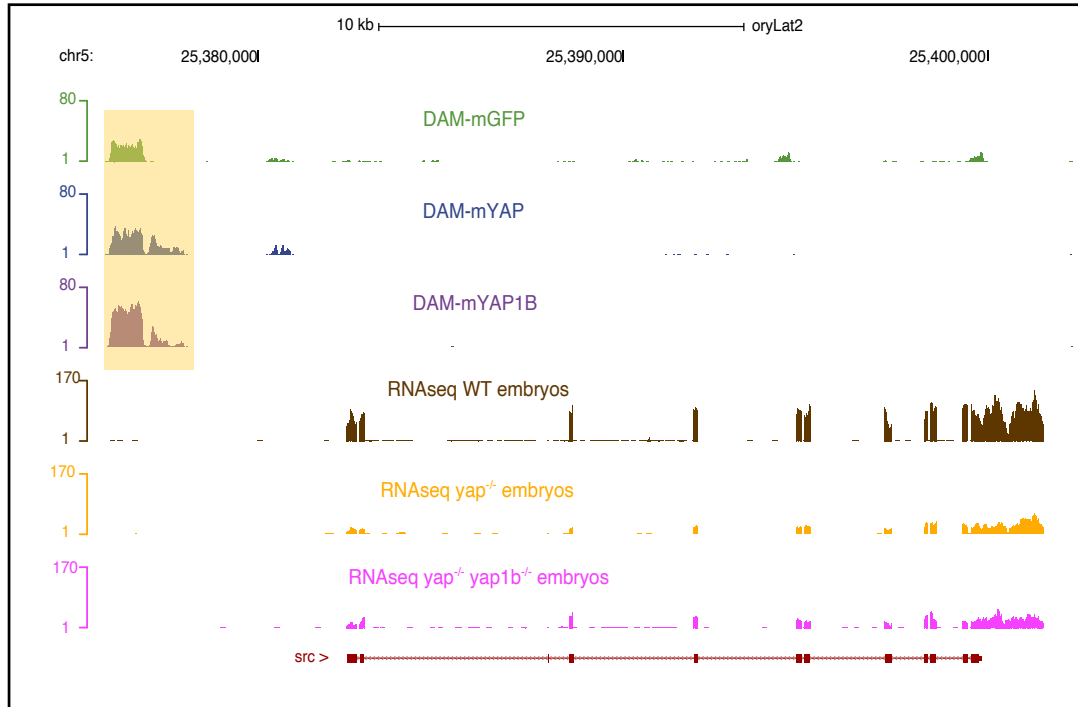 10 kb oryLat2
chr5: 25,380,000 25,390,000 25,400,000
80
DAM-mGFP
1
80
DAM-mYAP
1
80
DAM-mYAP1B
1
170
RNAseq WT embryos
1
170
RNAseq yap-/- embryos
1
170
RNAseq yap-/- yap1b-/- embryos
1
src >